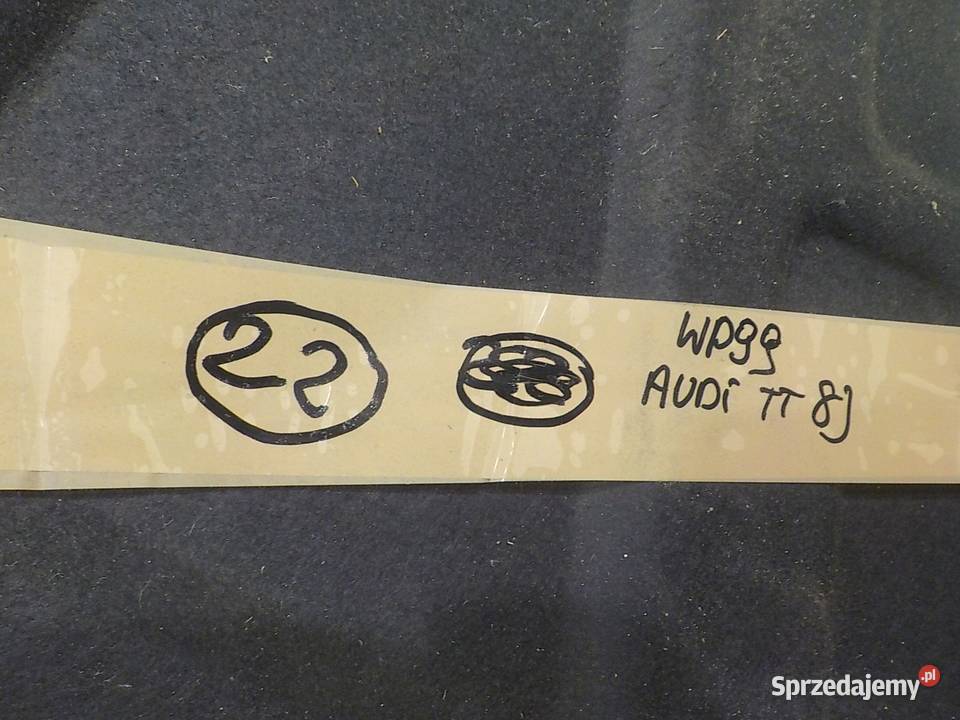 22
WP99
AUDi TT 8J
Sprzedajemy.pl